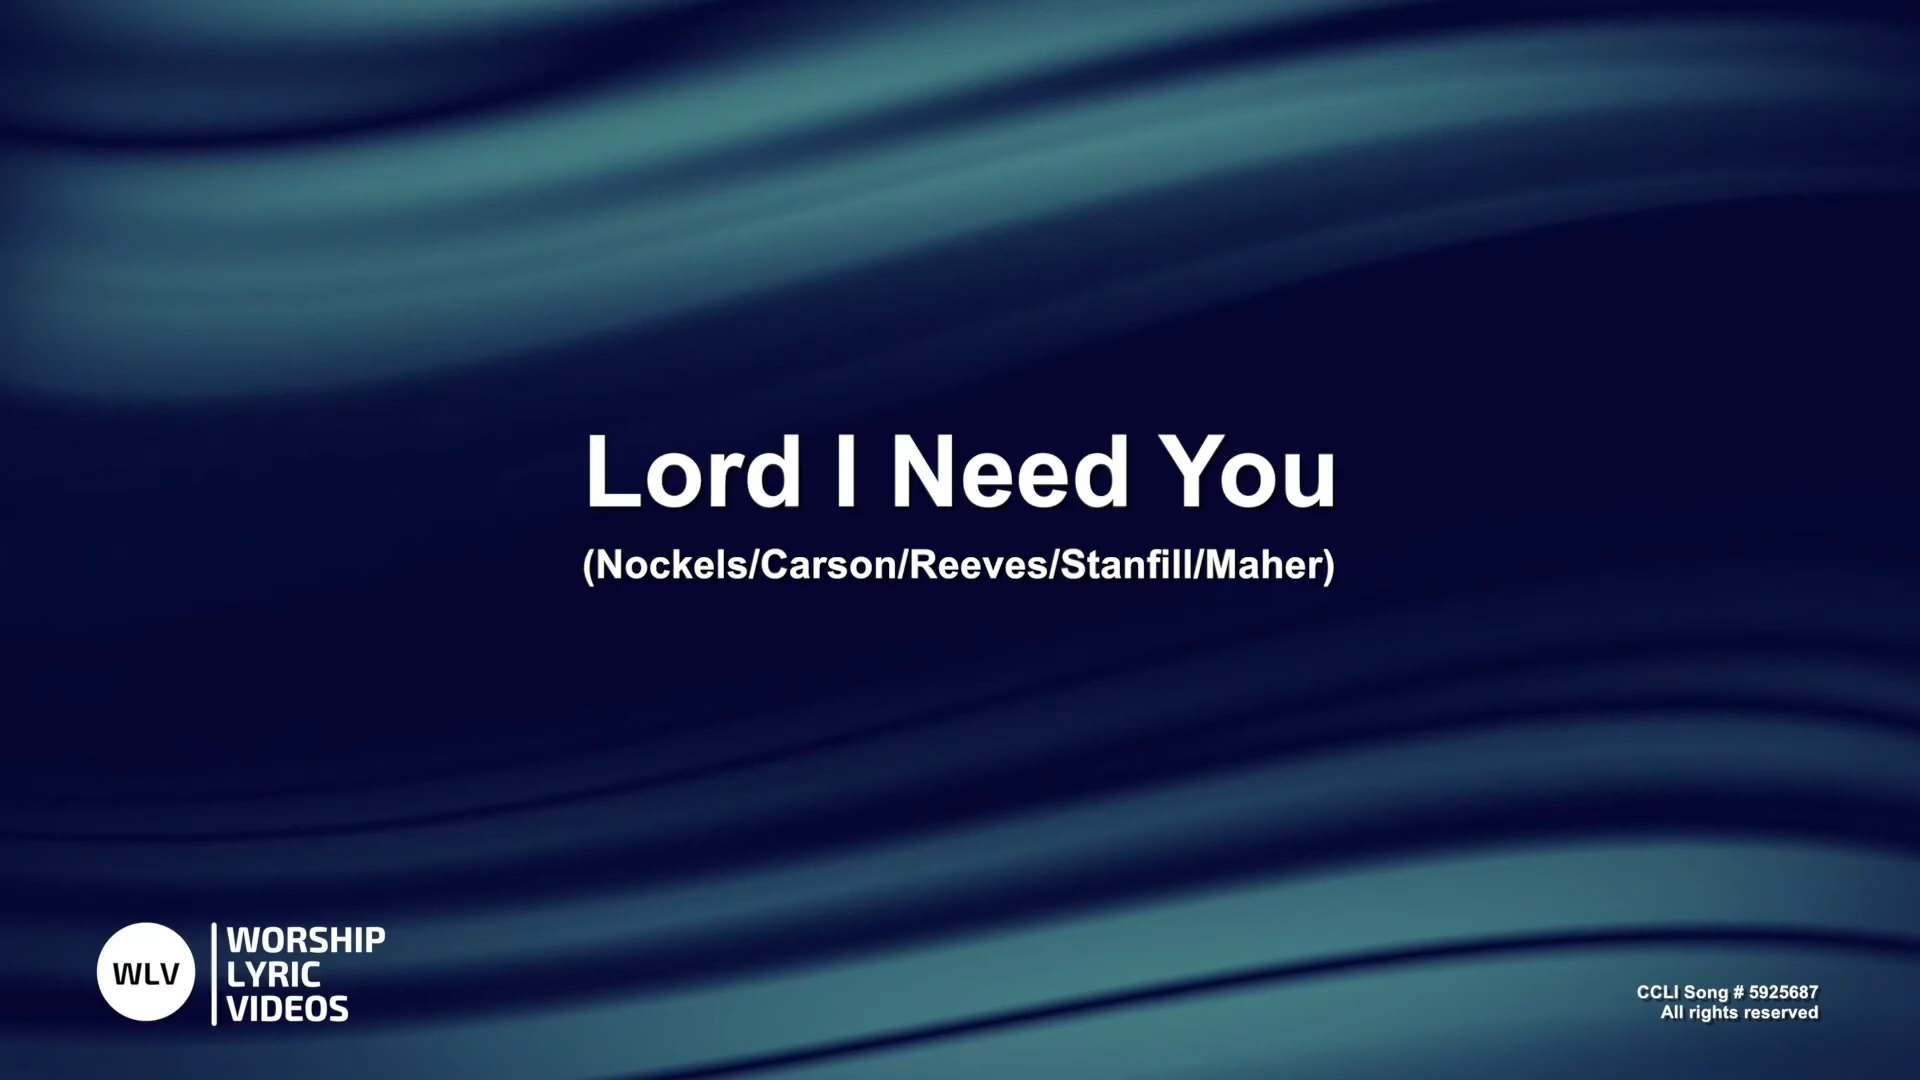 Lord I Need You
(Nockels/Carson/Reeves/Stanfill/Maher)
WLV
WORSHIP
LYRIC
VIDEOS
CCLI Song # 5925687
All rights reserved